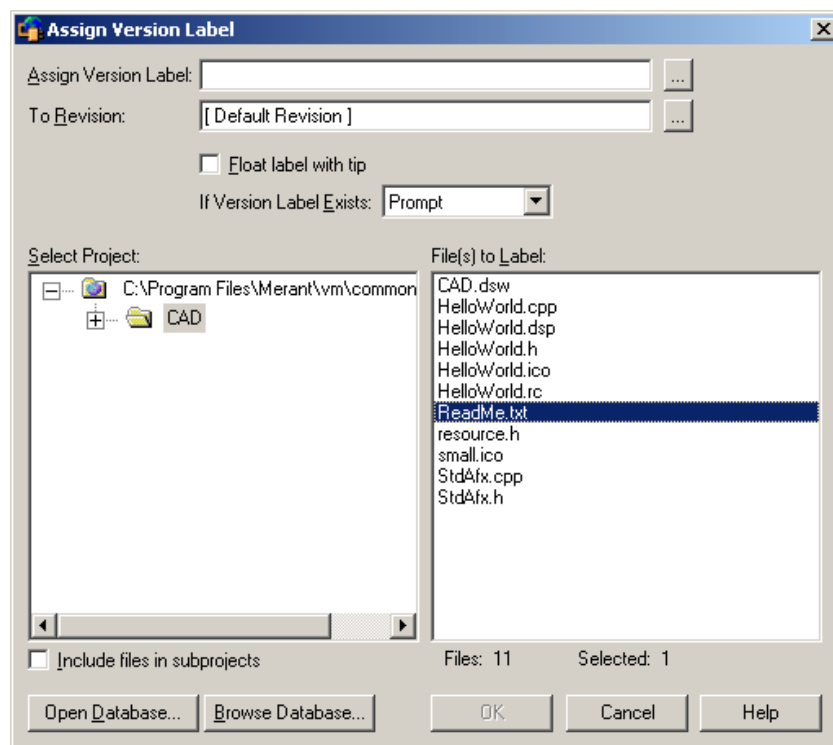 Assign Version Label
Assign Version Label: ...
To Revision: [ Default Revision ] ...
Float label with tip
If Version Label Exists: Prompt
Select Project:
C:\Program Files\Merant\vm\common
CAD
Include files in subprojects
File(s) to Label:
CAD.dsw
HelloWorld.cpp
HelloWorld.dsp
HelloWorld.h
HelloWorld.ico
HelloWorld.rc
ReadMe.txt
resource.h
small.ico
StdAfx.cpp
StdAfx.h
Files: 11 Selected: 1
Open Database... Browse Database... OK Cancel Help